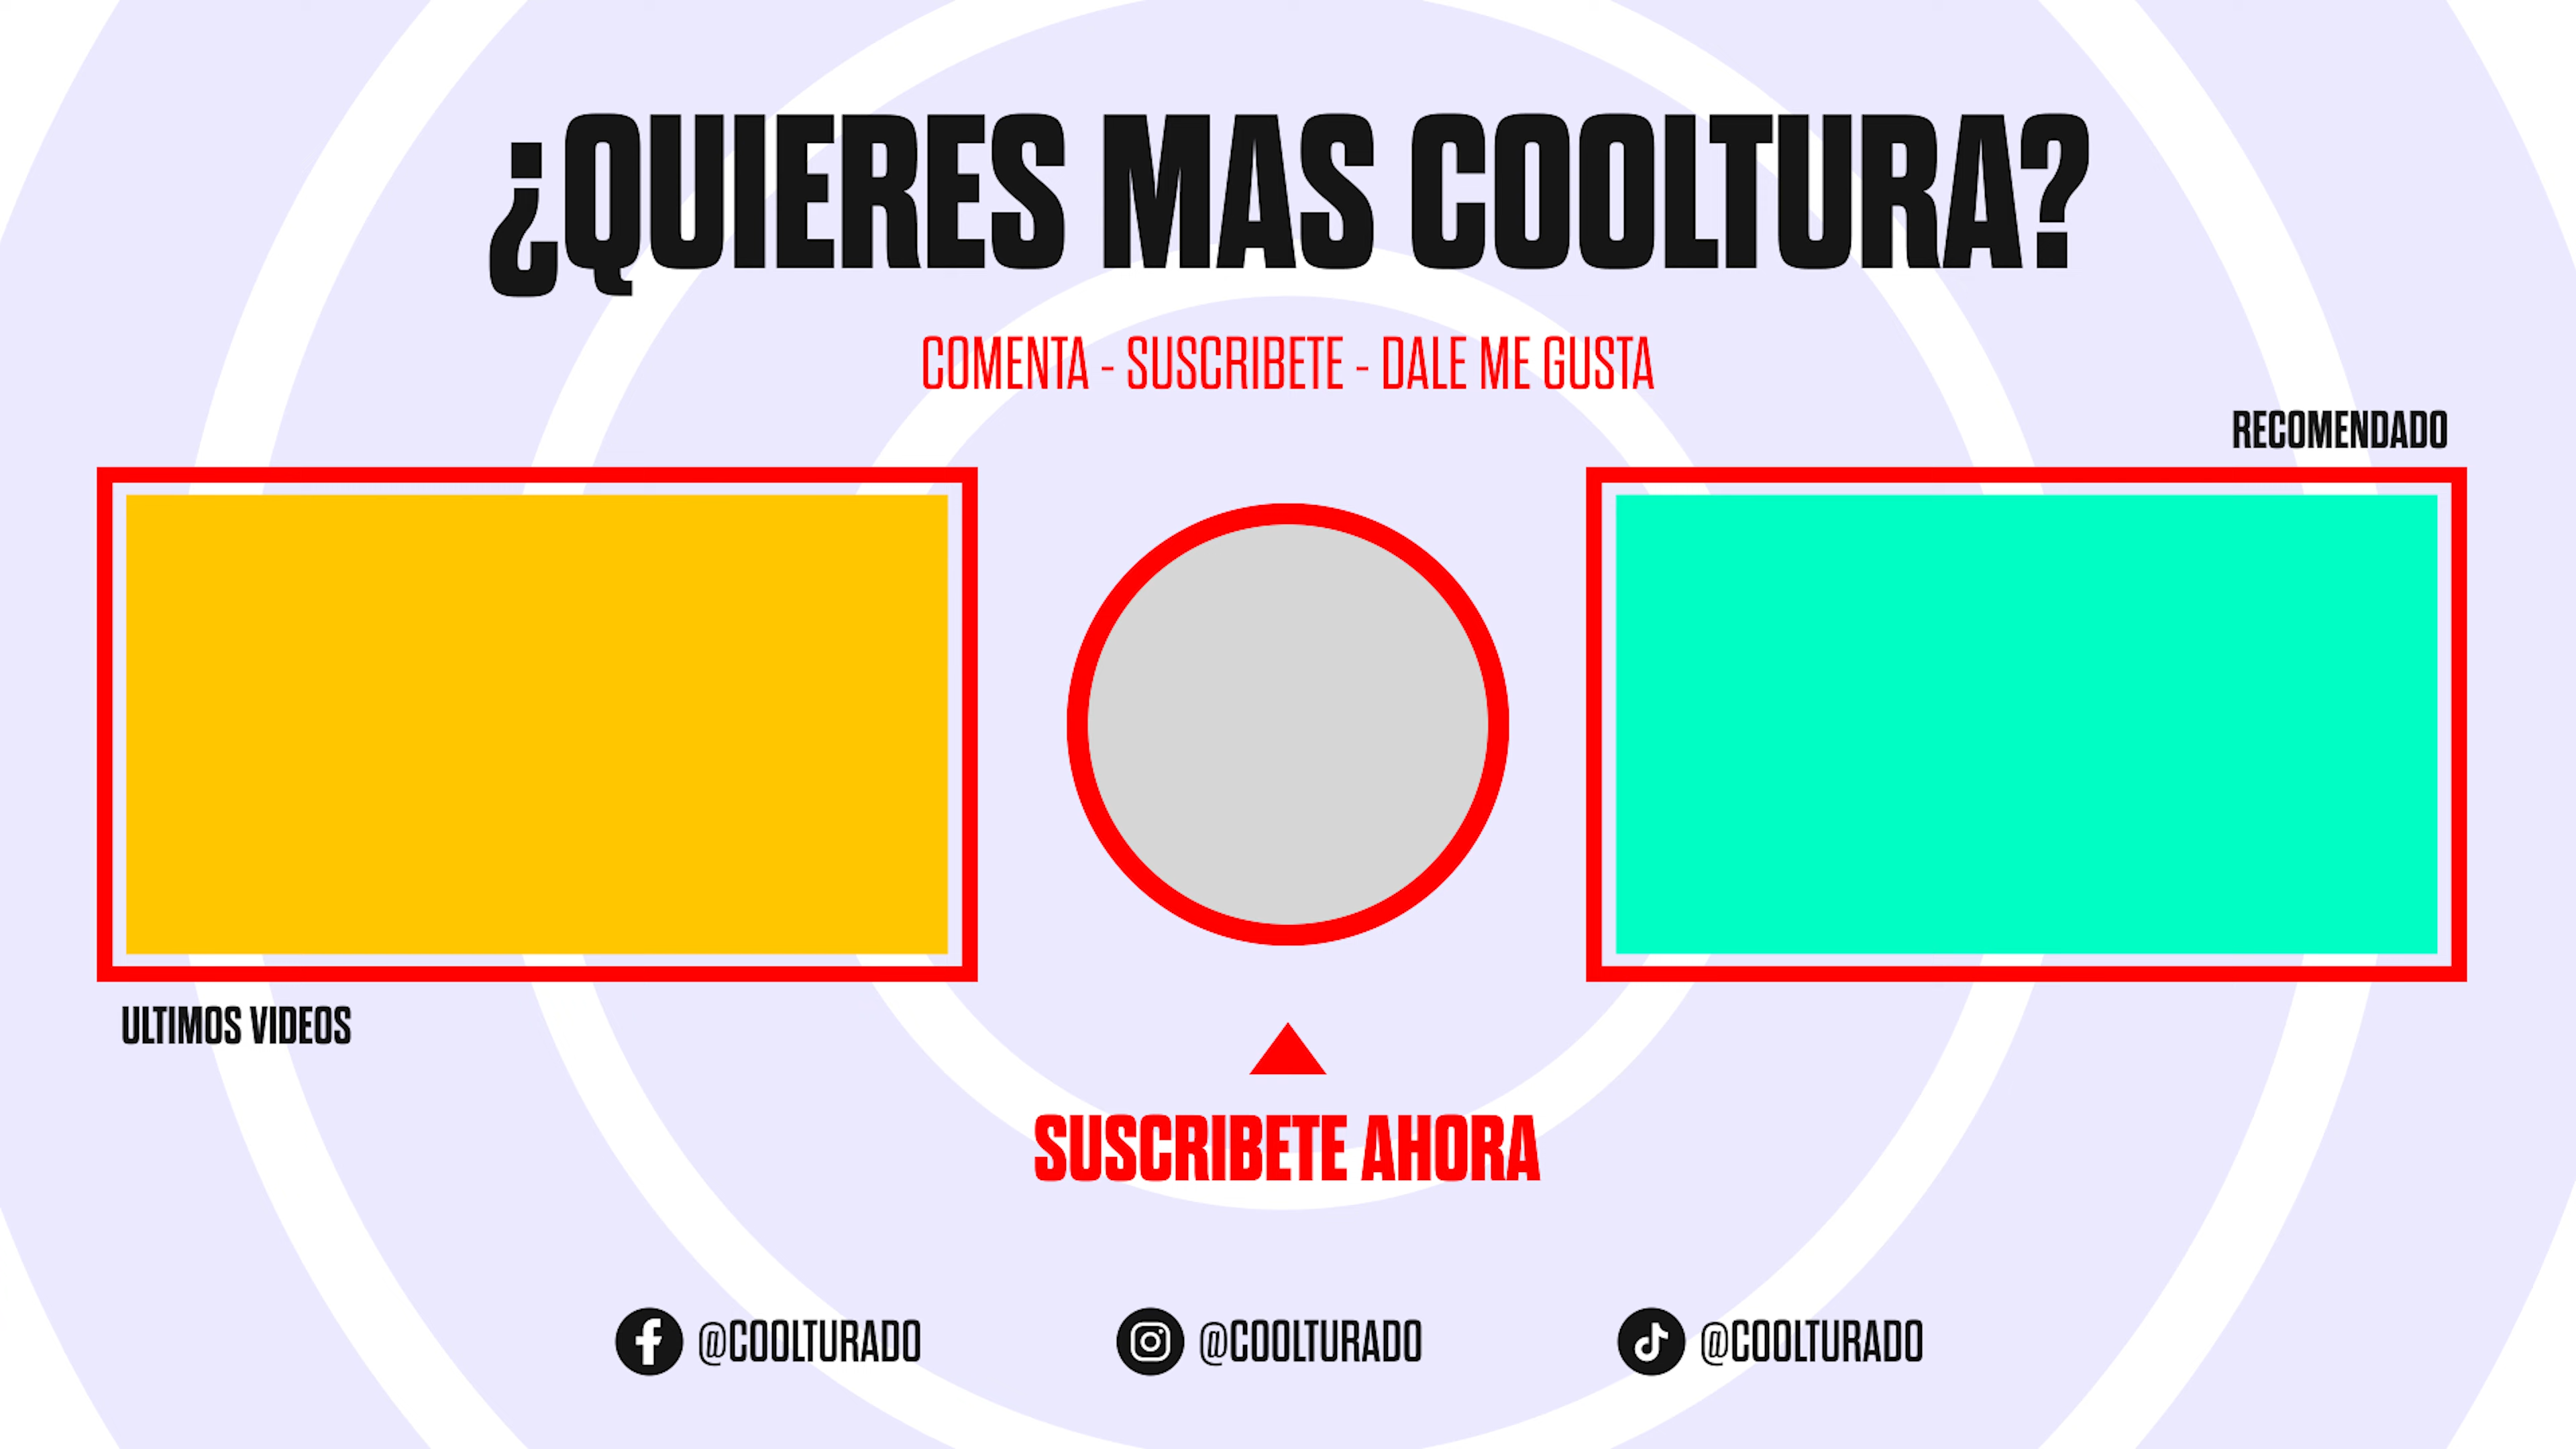 ¿QUIERES MAS COOLTURA?
COMENTA - SUSCRIBETE - DALE ME GUSTA
RECOMENDADO
ULTIMOS VIDEOS
SUSCRIBETE AHORA
@COOLTURADO
@COOLTURADO
@COOLTURADO